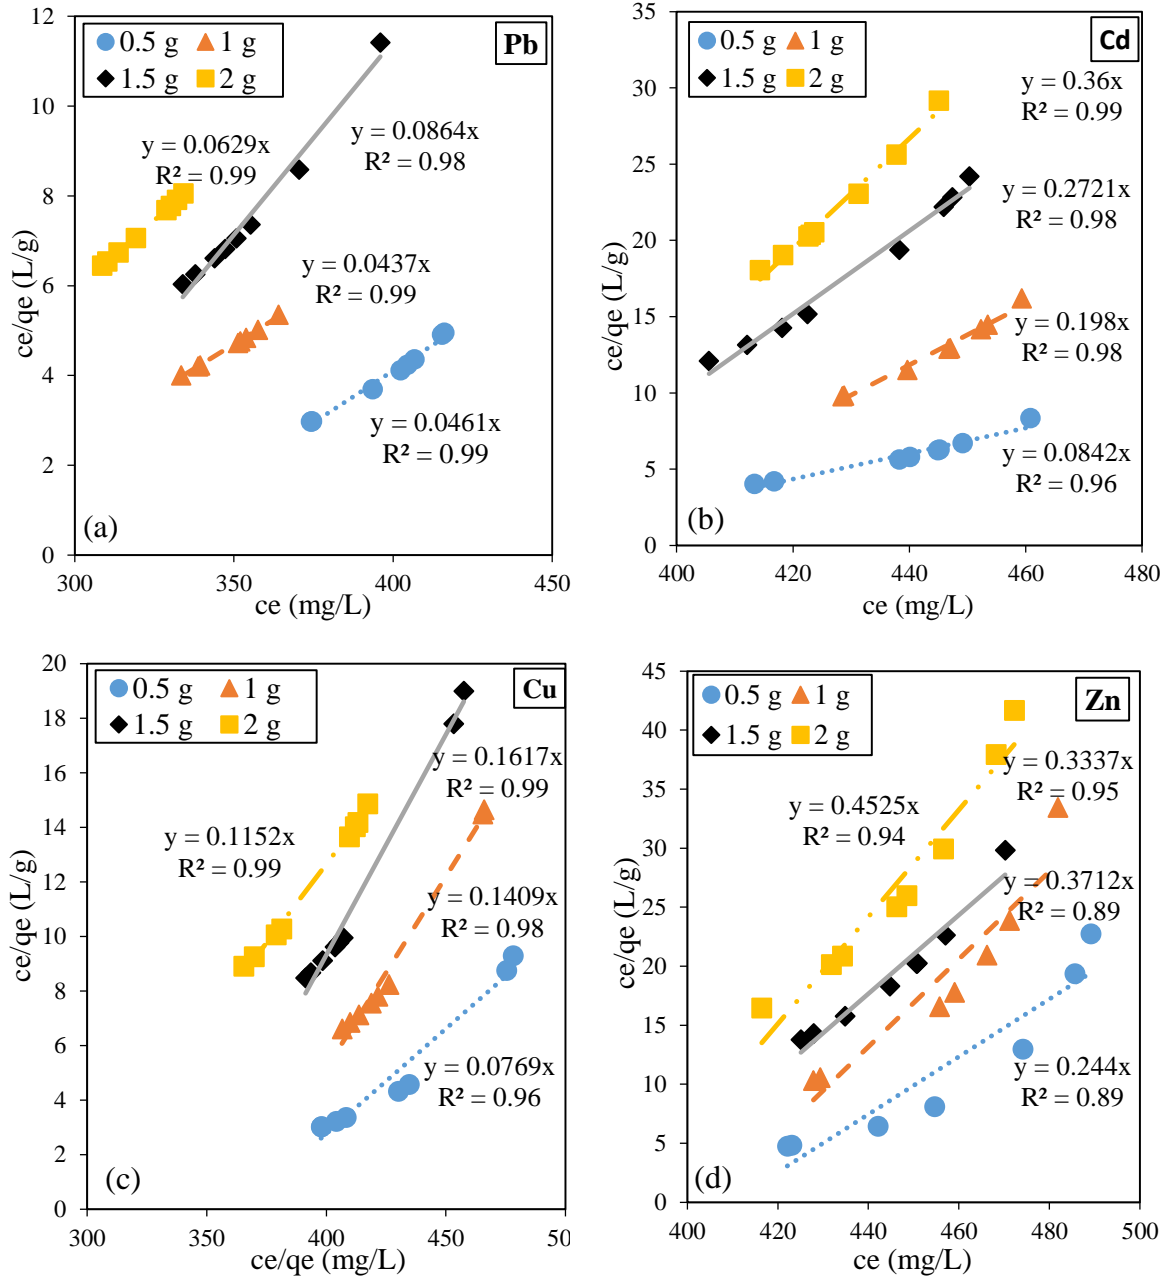 12
10
8
6
4
2
0
ce/qe (L/g)
0.5 g
1 g
1.5 g
2 g
Pb
y = 0.0629x
R² = 0.99
y = 0.0864x
R² = 0.98
y = 0.0437x
R² = 0.99
y = 0.0461x
R² = 0.99
(a)
300
350
400
450
ce (mg/L)
35
30
25
20
15
10
5
0
ce/qe (L/g)
0.5 g
1 g
1.5 g
2 g
Cd
y = 0.36x
R² = 0.99
y = 0.2721x
R² = 0.98
y = 0.198x
R² = 0.98
y = 0.0842x
R² = 0.96
(b)
400
420
440
460
480
ce (mg/L)
20
18
16
14
12
10
8
6
4
2
0
ce/qe (L/g)
0.5 g
1 g
1.5 g
2 g
Cu
y = 0.1617x
R² = 0.99
y = 0.1152x
R² = 0.99
y = 0.1409x
R² = 0.98
y = 0.0769x
R² = 0.96
(c)
300
350
400
450
ce/qe (mg/L)
45
40
35
30
25
20
15
10
5
0
ce/qe (L/g)
0.5 g
1 g
1.5 g
2 g
Zn
y = 0.3337x
R² = 0.95
y = 0.4525x
R² = 0.94
y = 0.3712x
R² = 0.89
y = 0.244x
R² = 0.89
(d)
400
420
440
460
480
500
ce (mg/L)